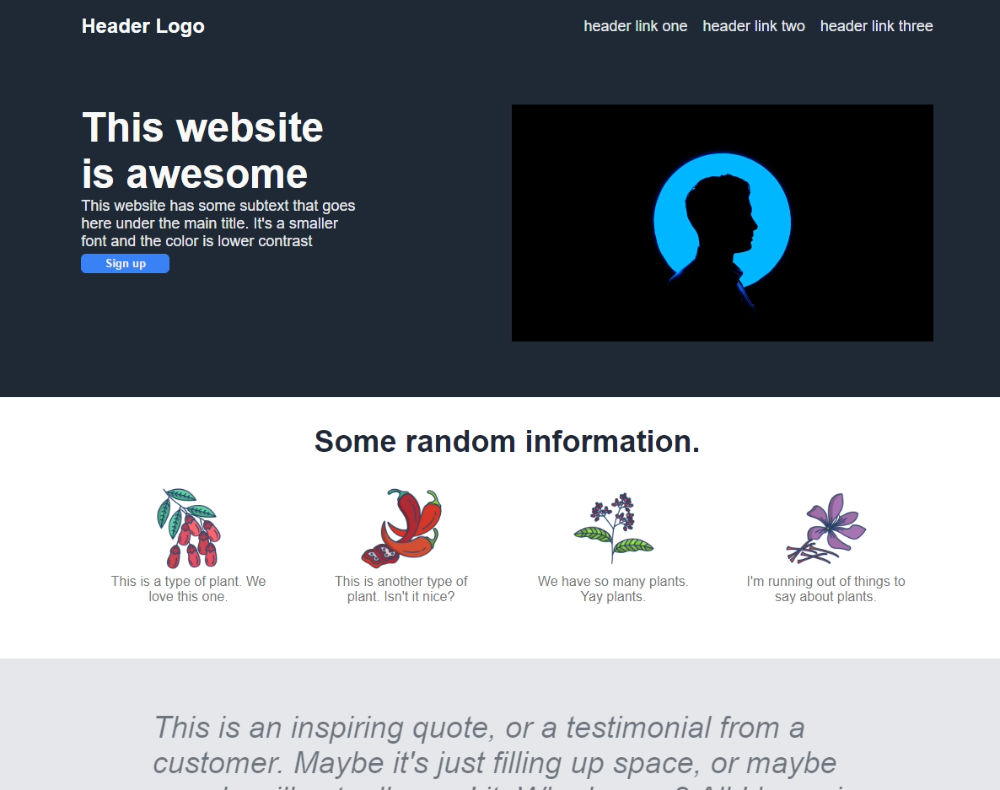 Header Logo
header link one header link two header link three
This website
is awesome
This website has some subtext that goes
here under the main title. It's a smaller
font and the color is lower contrast
Sign up
Some random information.
This is a type of plant. We
love this one.
This is another type of
plant. Isn't it nice?
We have so many plants.
Yay plants.
I'm running out of things to
say about plants.
This is an inspiring quote, or a testimonial from a
customer. Maybe it's just filling up space, or maybe